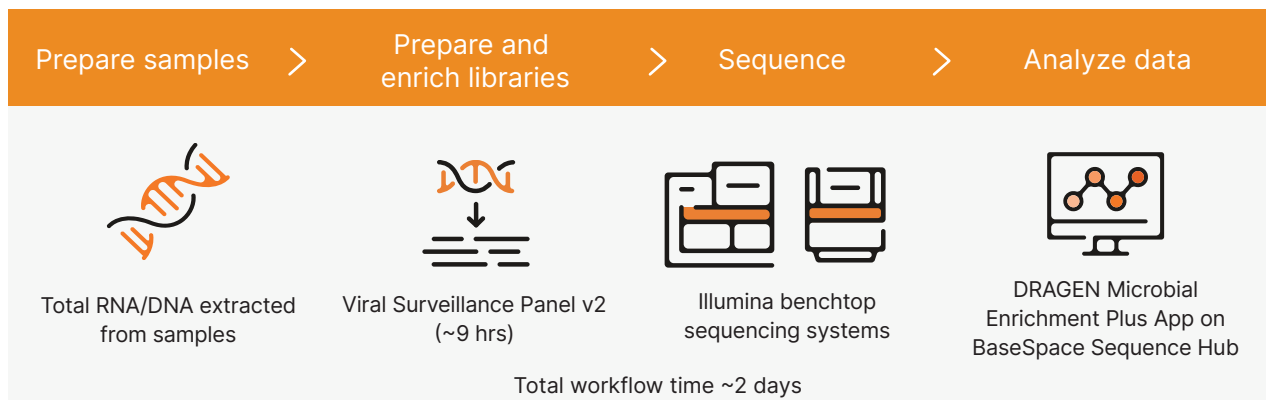 Prepare samples
Prepare and
enrich libraries
Sequence
Analyze data
Total RNA/DNA extracted
from samples
Viral Surveillance Panel v2
(~9 hrs)
Illumina benchtop
sequencing systems
DRAGEN Microbial
Enrichment Plus App on
BaseSpace Sequence Hub
Total workflow time ~2 days